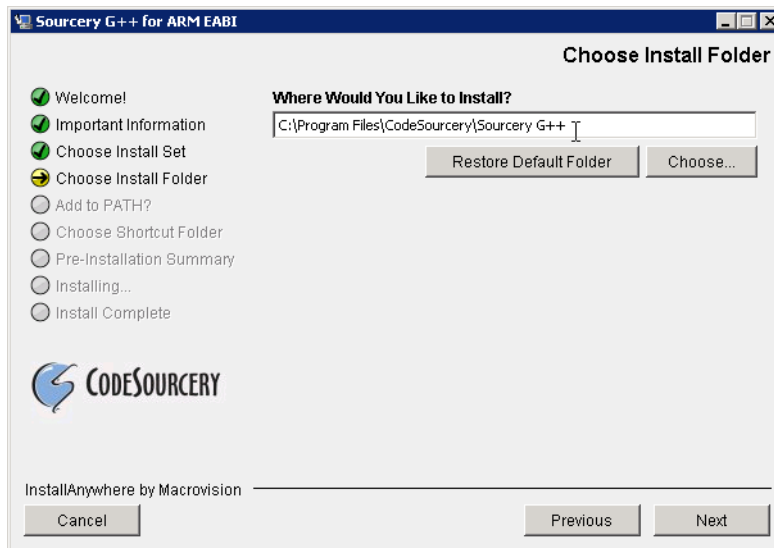 Sourcery G++ for ARM EABI
Choose Install Folder
Welcome!
Important Information
Choose Install Set
Choose Install Folder
Add to PATH?
Choose Shortcut Folder
Pre-Installation Summary
Installing...
Install Complete
Where Would You Like to Install?
C:\Program Files\CodeSourcery\Sourcery G++
Restore Default Folder
Choose...
CODESOURCERY
InstallAnywhere by Macrovision
Cancel
Previous
Next